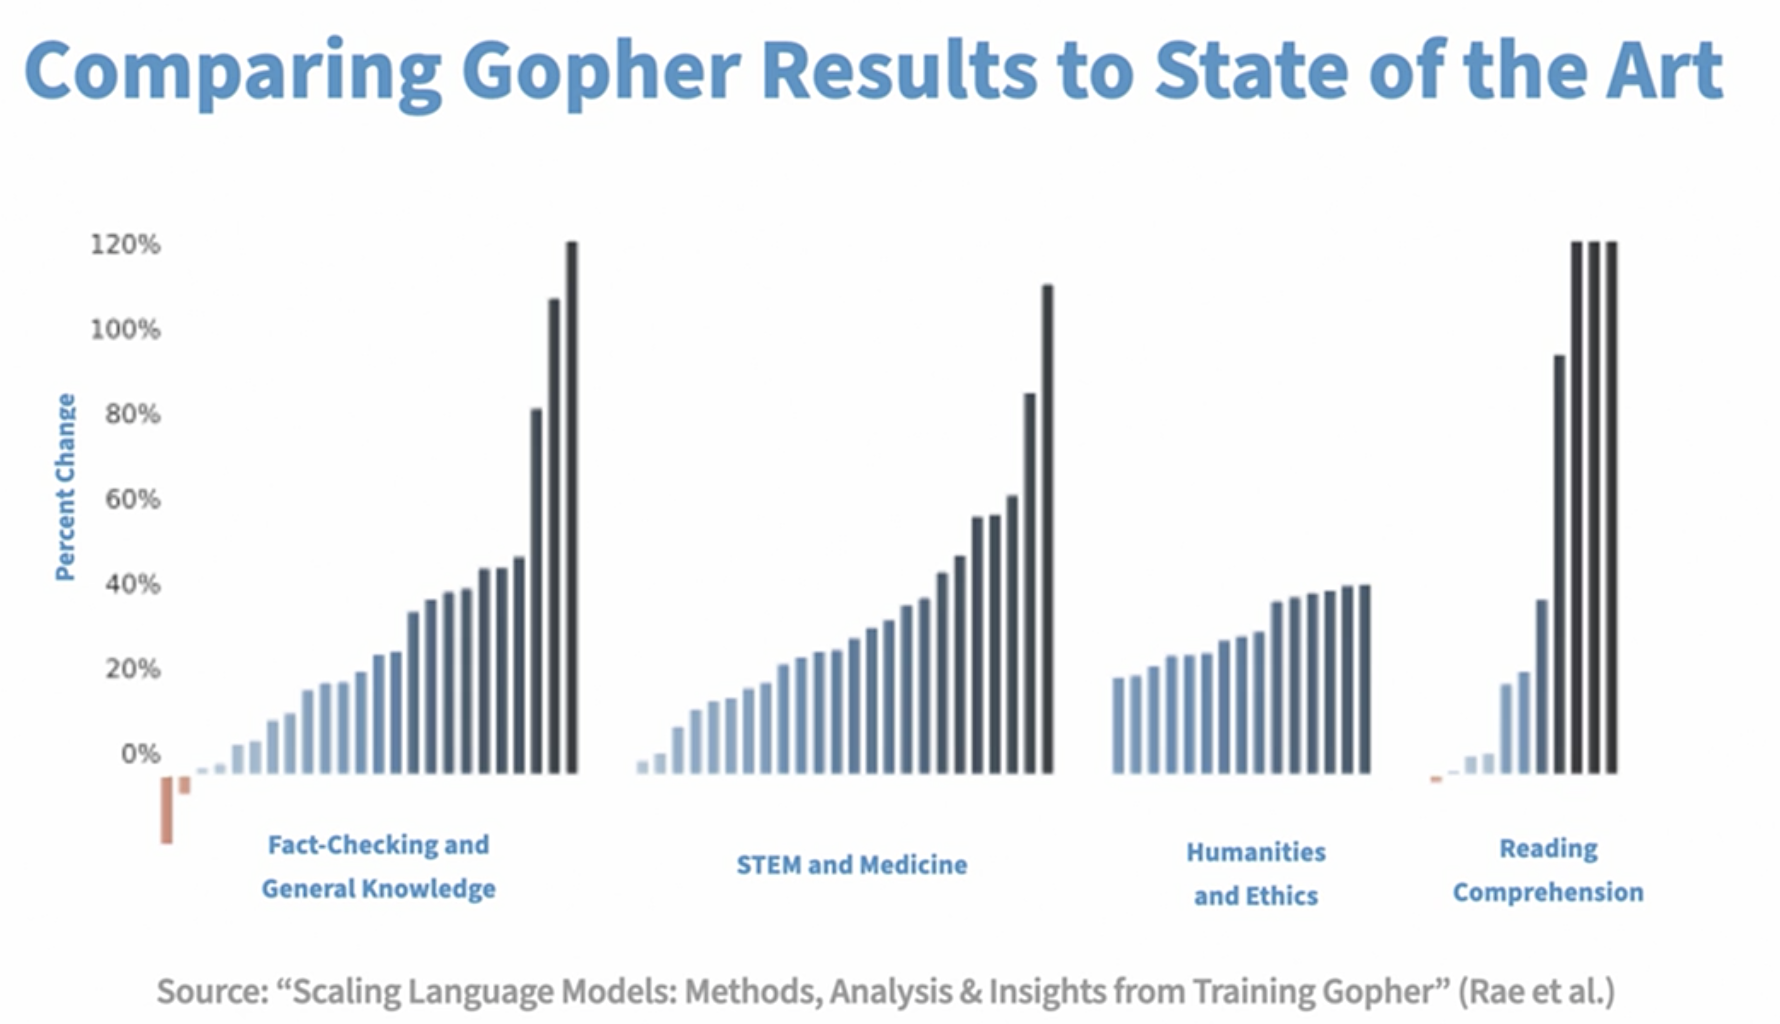 Comparing Gopher Results to State of the Art
120%
100%
80%
60%
40%
20%
0%
Percent Change
Fact-Checking and
General Knowledge
STEM and Medicine
Humanities
and Ethics
Reading
Comprehension
Source: “Scaling Language Models: Methods, Analysis & Insights from Training Gopher” (Rae et al.)